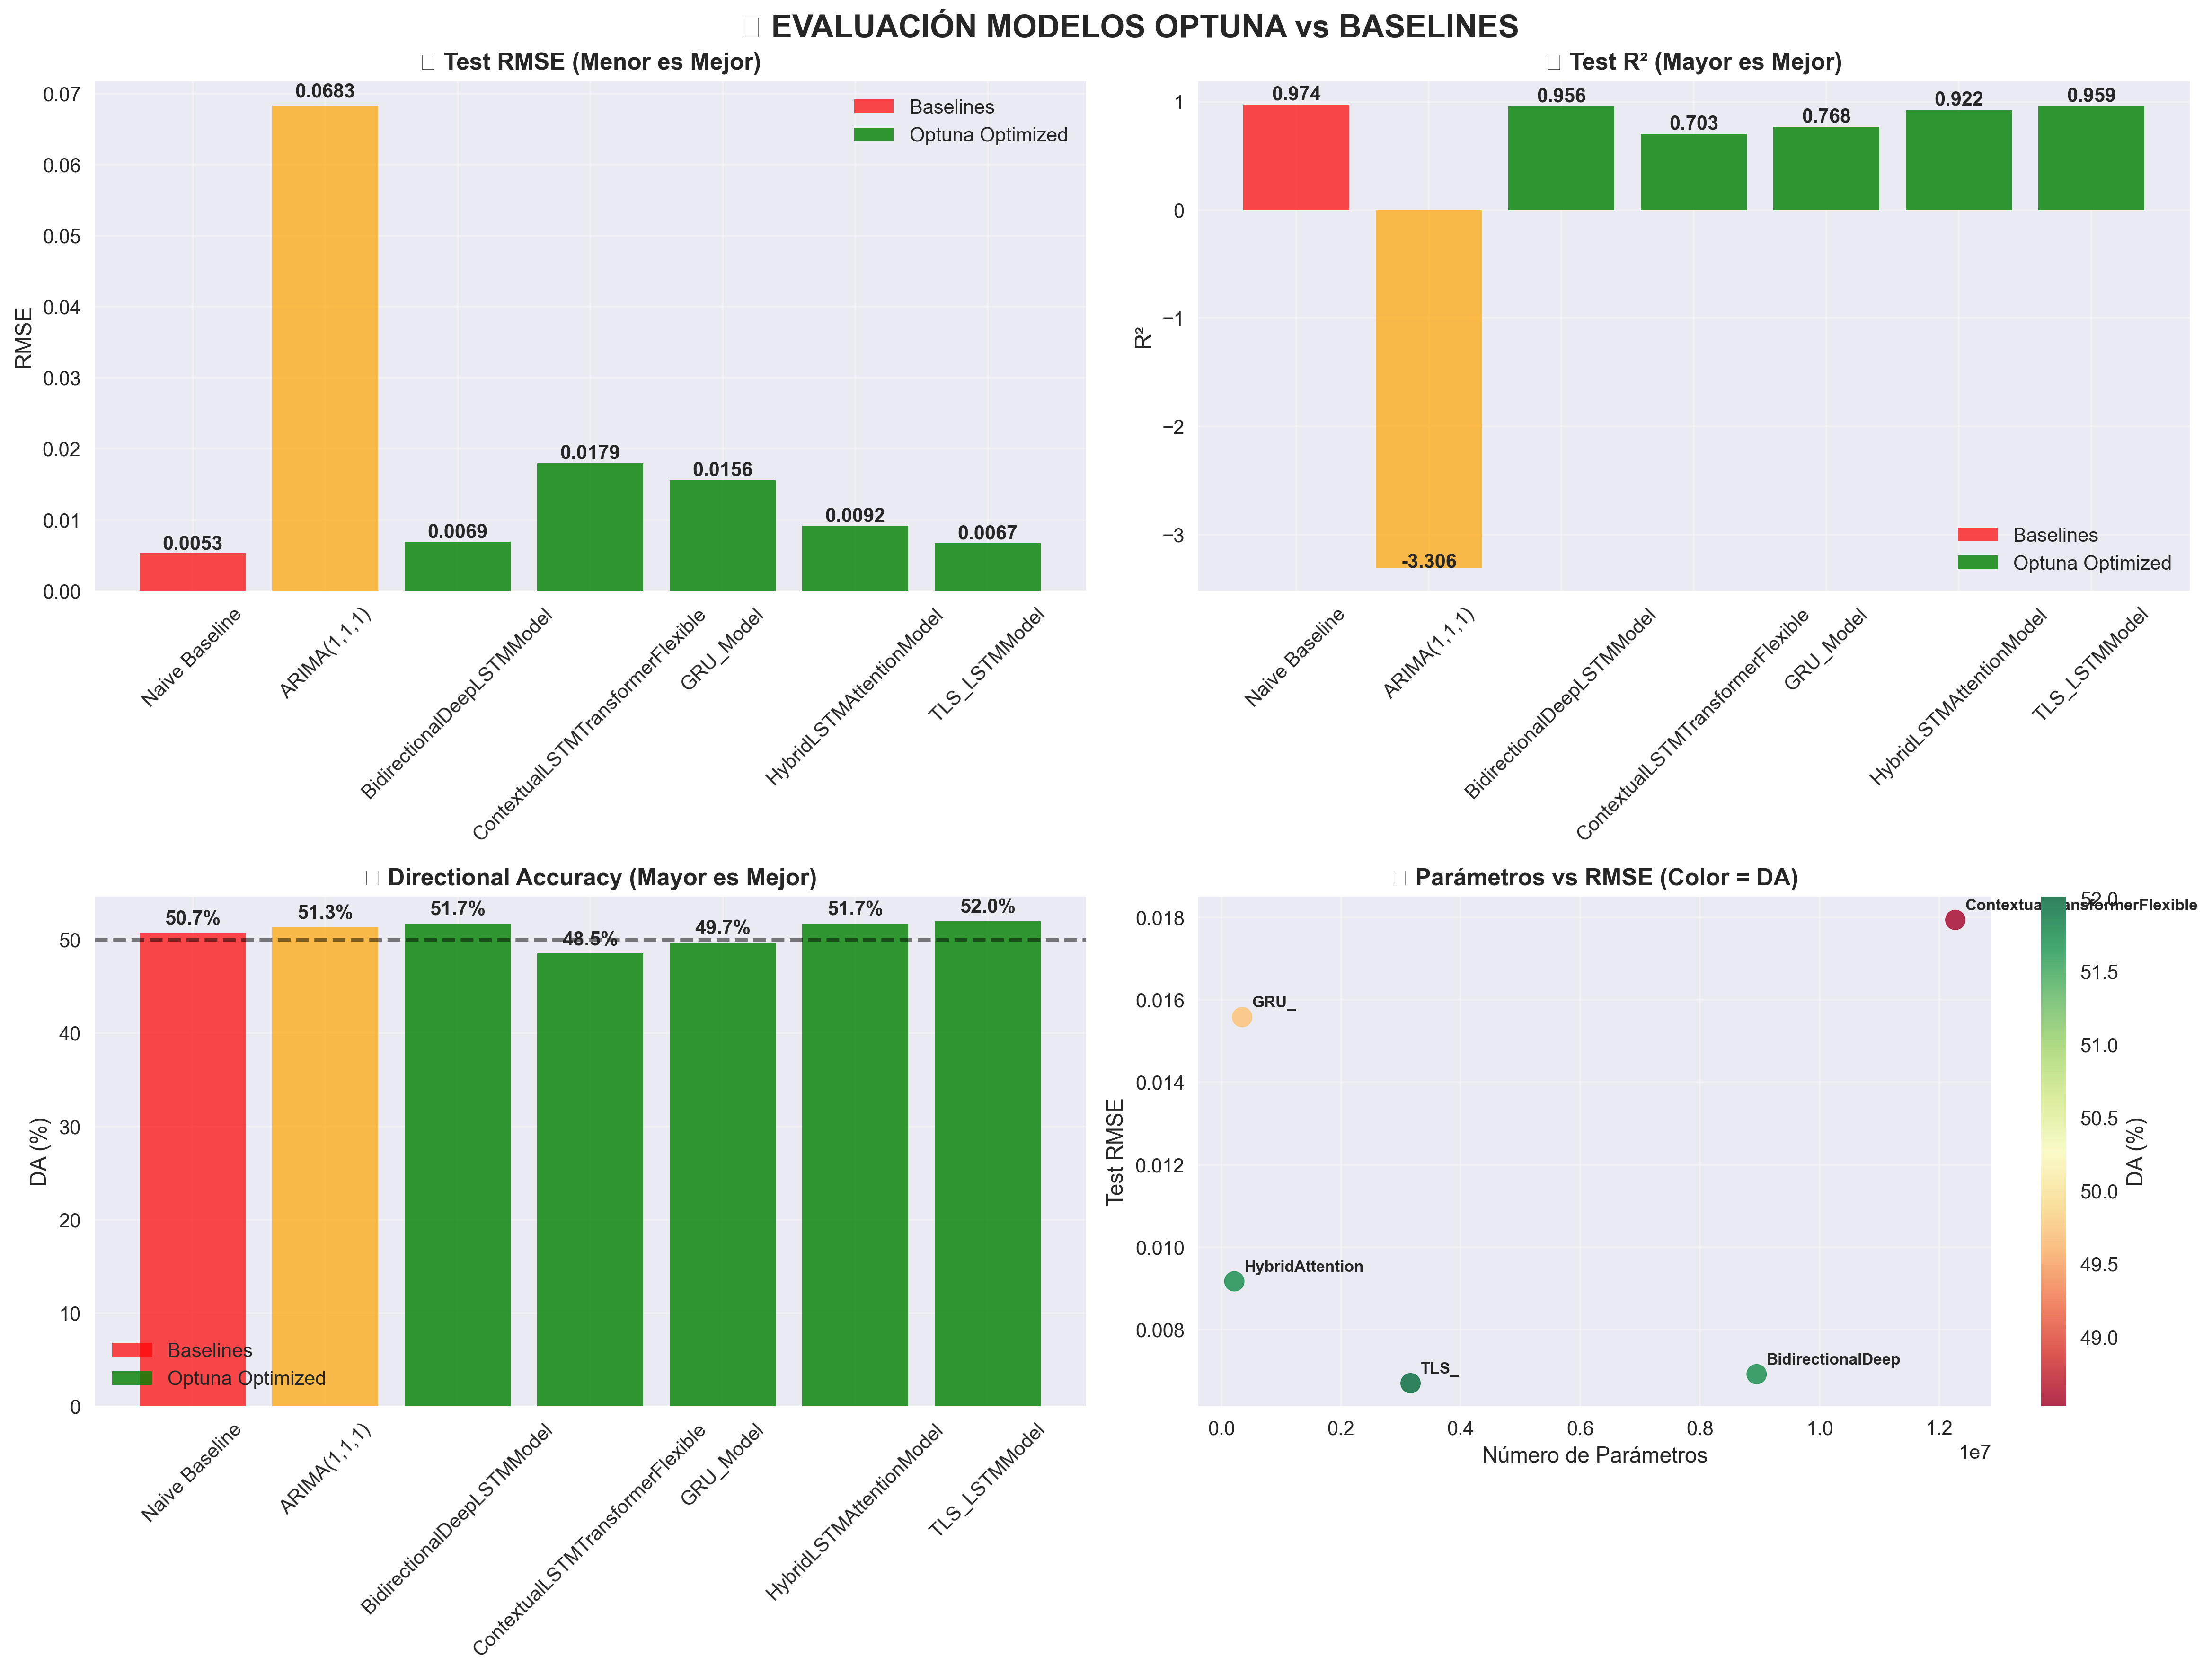 EVALUACIÓN MODELOS OPTUNA vs BASELINES
Test RMSE (Menor es Mejor)
0.07
0.06
0.05
0.04
0.03
0.02
0.01
0.00
RMSE
0.0053
0.0683
0.0069
0.0179
0.0156
0.0092
0.0067
Baselines
Optuna Optimized
Naive Baseline
ARIMA(1,1,1)
BidirectionalDeepLSTMModel
ContextualLSTMTransformerFlexible
GRU_Model
HybridLSTMAttentionModel
TLS_LSTMModel
Test R² (Mayor es Mejor)
1
0
−1
−2
−3
R²
0.974
-3.306
0.956
0.703
0.768
0.922
0.959
Baselines
Optuna Optimized
Naive Baseline
ARIMA(1,1,1)
BidirectionalDeepLSTMModel
ContextualLSTMTransformerFlexible
GRU_Model
HybridLSTMAttentionModel
TLS_LSTMModel
Directional Accuracy (Mayor es Mejor)
50
40
30
20
10
0
DA (%)
50.7%
51.3%
51.7%
48.5%
49.7%
51.7%
52.0%
Baselines
Optuna Optimized
Naive Baseline
ARIMA(1,1,1)
BidirectionalDeepLSTMModel
ContextualLSTMTransformerFlexible
GRU_Model
HybridLSTMAttentionModel
TLS_LSTMModel
Parámetros vs RMSE (Color = DA)
0.018
0.016
0.014
0.012
0.010
0.008
Test RMSE
GRU_
HybridAttention
TLS_
BidirectionalDeep
0.0
0.2
0.4
0.6
0.8
1.0
1.2
1e7
Número de Parámetros
52.0
51.5
51.0
50.5
50.0
49.5
49.0
DA (%)